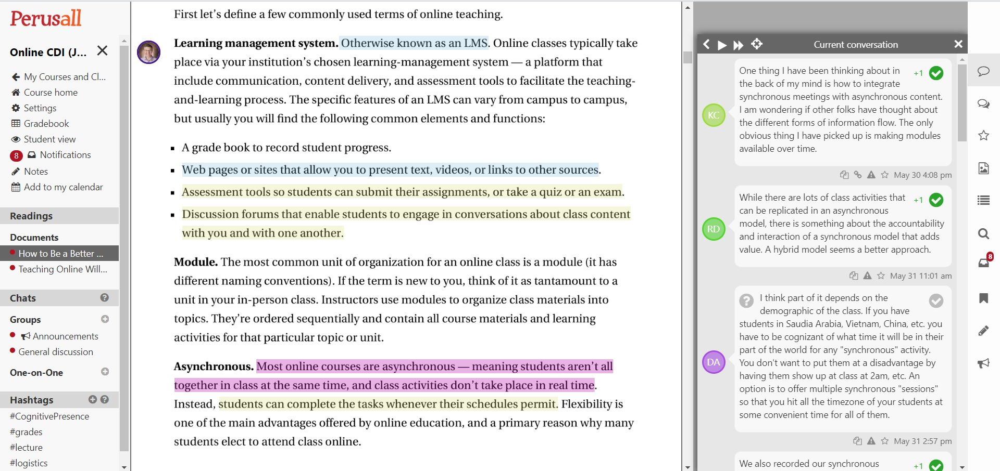 Perusall
Online CDI (J...
My Courses and Cl...
Course home
Settings
Gradebook
Student view
8 Notifications
Notes
Add to my calendar
Readings
Documents
How to Be a Better ...
Teaching Online Will...
Chats
Groups
Announcements
General discussion
One-on-One
Hashtags
#CognitivePresence
#grades
#lecture
#logistics
First let’s define a few commonly used terms of online teaching.
Learning management system. Otherwise known as an LMS. Online classes typically take
place via your institution’s chosen learning-management system — a platform that
include communication, content delivery, and assessment tools to facilitate the teaching-
and-learning process. The specific features of an LMS can vary from campus to campus,
but usually you will find the following common elements and functions:
▪ A grade book to record student progress.
▪ Web pages or sites that allow you to present text, videos, or links to other sources.
▪ Assessment tools so students can submit their assignments, or take a quiz or an exam.
▪ Discussion forums that enable students to engage in conversations about class content
with you and with one another.
Module. The most common unit of organization for an online class is a module (it has
different naming conventions). If the term is new to you, think of it as tantamount to a
unit in your in-person class. Instructors use modules to organize class materials into
topics. They’re ordered sequentially and contain all course materials and learning
activities for that particular topic or unit.
Asynchronous. Most online courses are asynchronous — meaning students aren’t all
together in class at the same time, and class activities don’t take place in real time.
Instead, students can complete the tasks whenever their schedules permit. Flexibility is
one of the main advantages offered by online education, and a primary reason why many
students elect to attend class online.
Current conversation
KC
One thing I have been thinking about in +1
the back of my mind is how to integrate
synchronous meetings with asynchronous content.
I am wondering if other folks have thought about
the different forms of information flow. The only
obvious thing I have picked up is making modules
available over time.
May 30 4:08 pm
RD
While there are lots of class activities that +1
can be replicated in an asynchronous
model, there is something about the accountability
and interaction of a synchronous model that adds
value. A hybrid model seems a better approach.
May 31 11:01 am
DA
I think part of it depends on the
demographic of the class. If you have
students in Saudia Arabia, Vietnam, China, etc. you
have to be cognizant of what time it will be in their
part of the world for any "synchronous" activity.
You don't want to put them at a disadvantage by
having them show up at class at 2am, etc. An
option is to offer multiple synchronous "sessions"
so that you hit all the timezone of your students at
some convenient time for all of them.
May 31 2:57 pm
We also recorded our synchronous +1
8